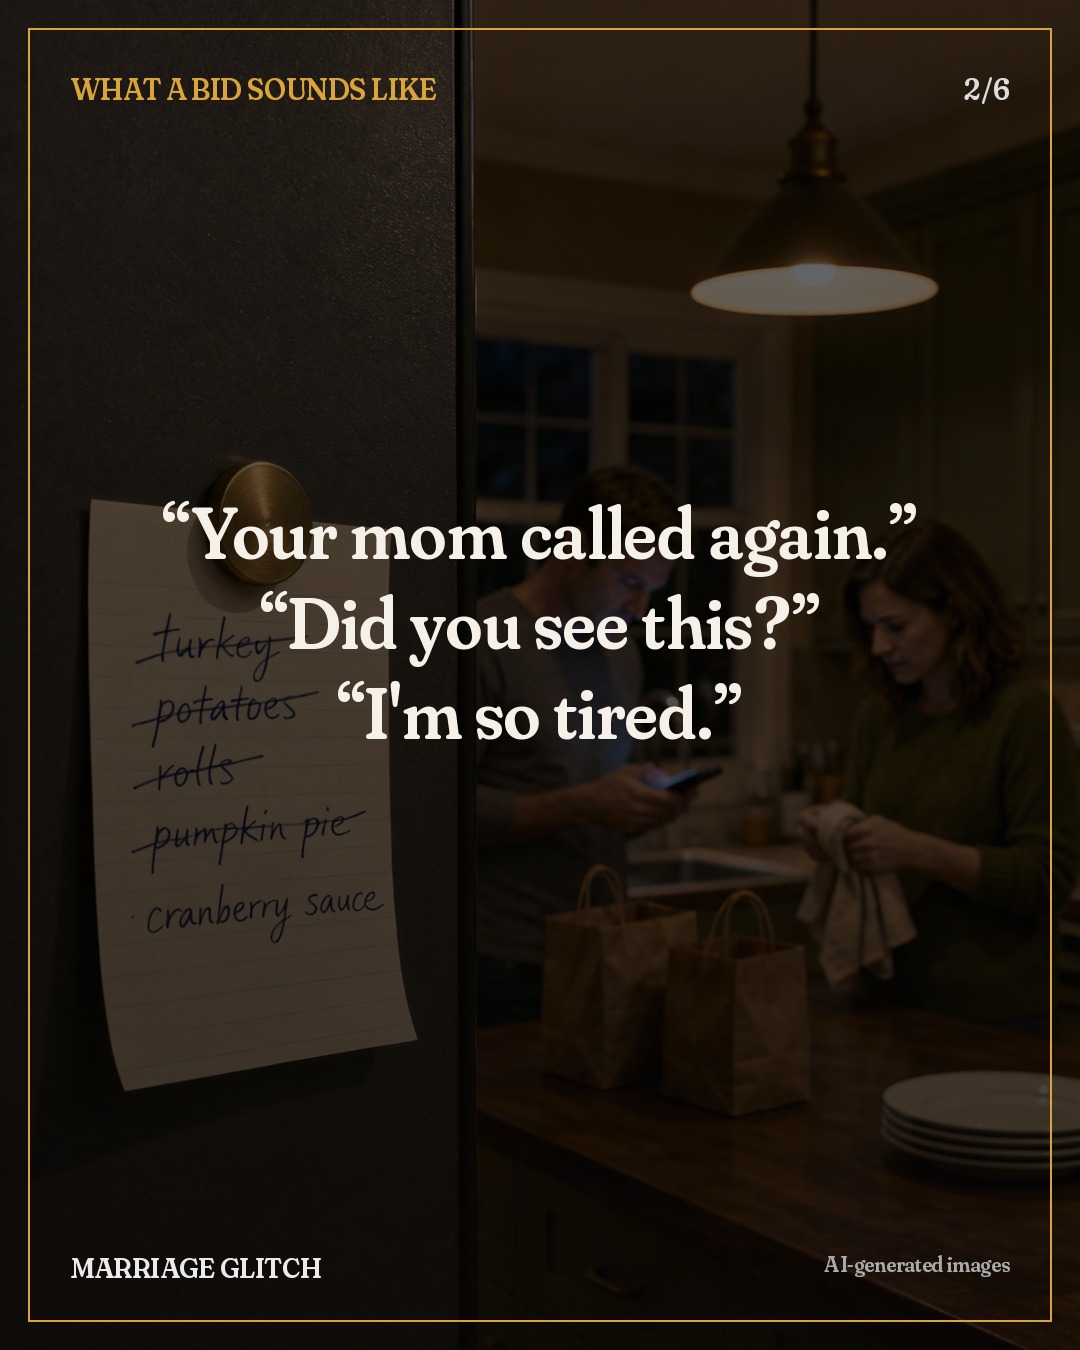 WHAT A BID SOUNDS LIKE
2/6
“Your mom called again.”
“Did you see this?”
“I'm so tired.”
turkey
potatoes
rolls
pumpkin pie
cranberry sauce
MARRIAGE GLITCH
AI-generated images